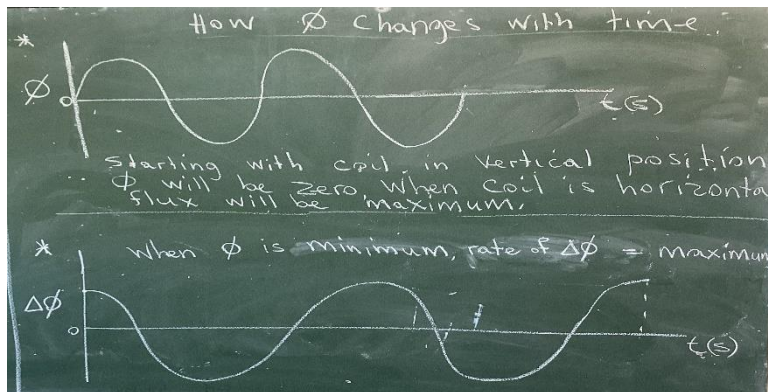 How Ø changes with time.
*
Ø
0
t(s)
Starting with coil in vertical position
Ø will be zero when coil is horizonta
flux will be maximum.
* when Ø is minimum, rate of ΔØ = maximum
ΔØ
0
t(s)